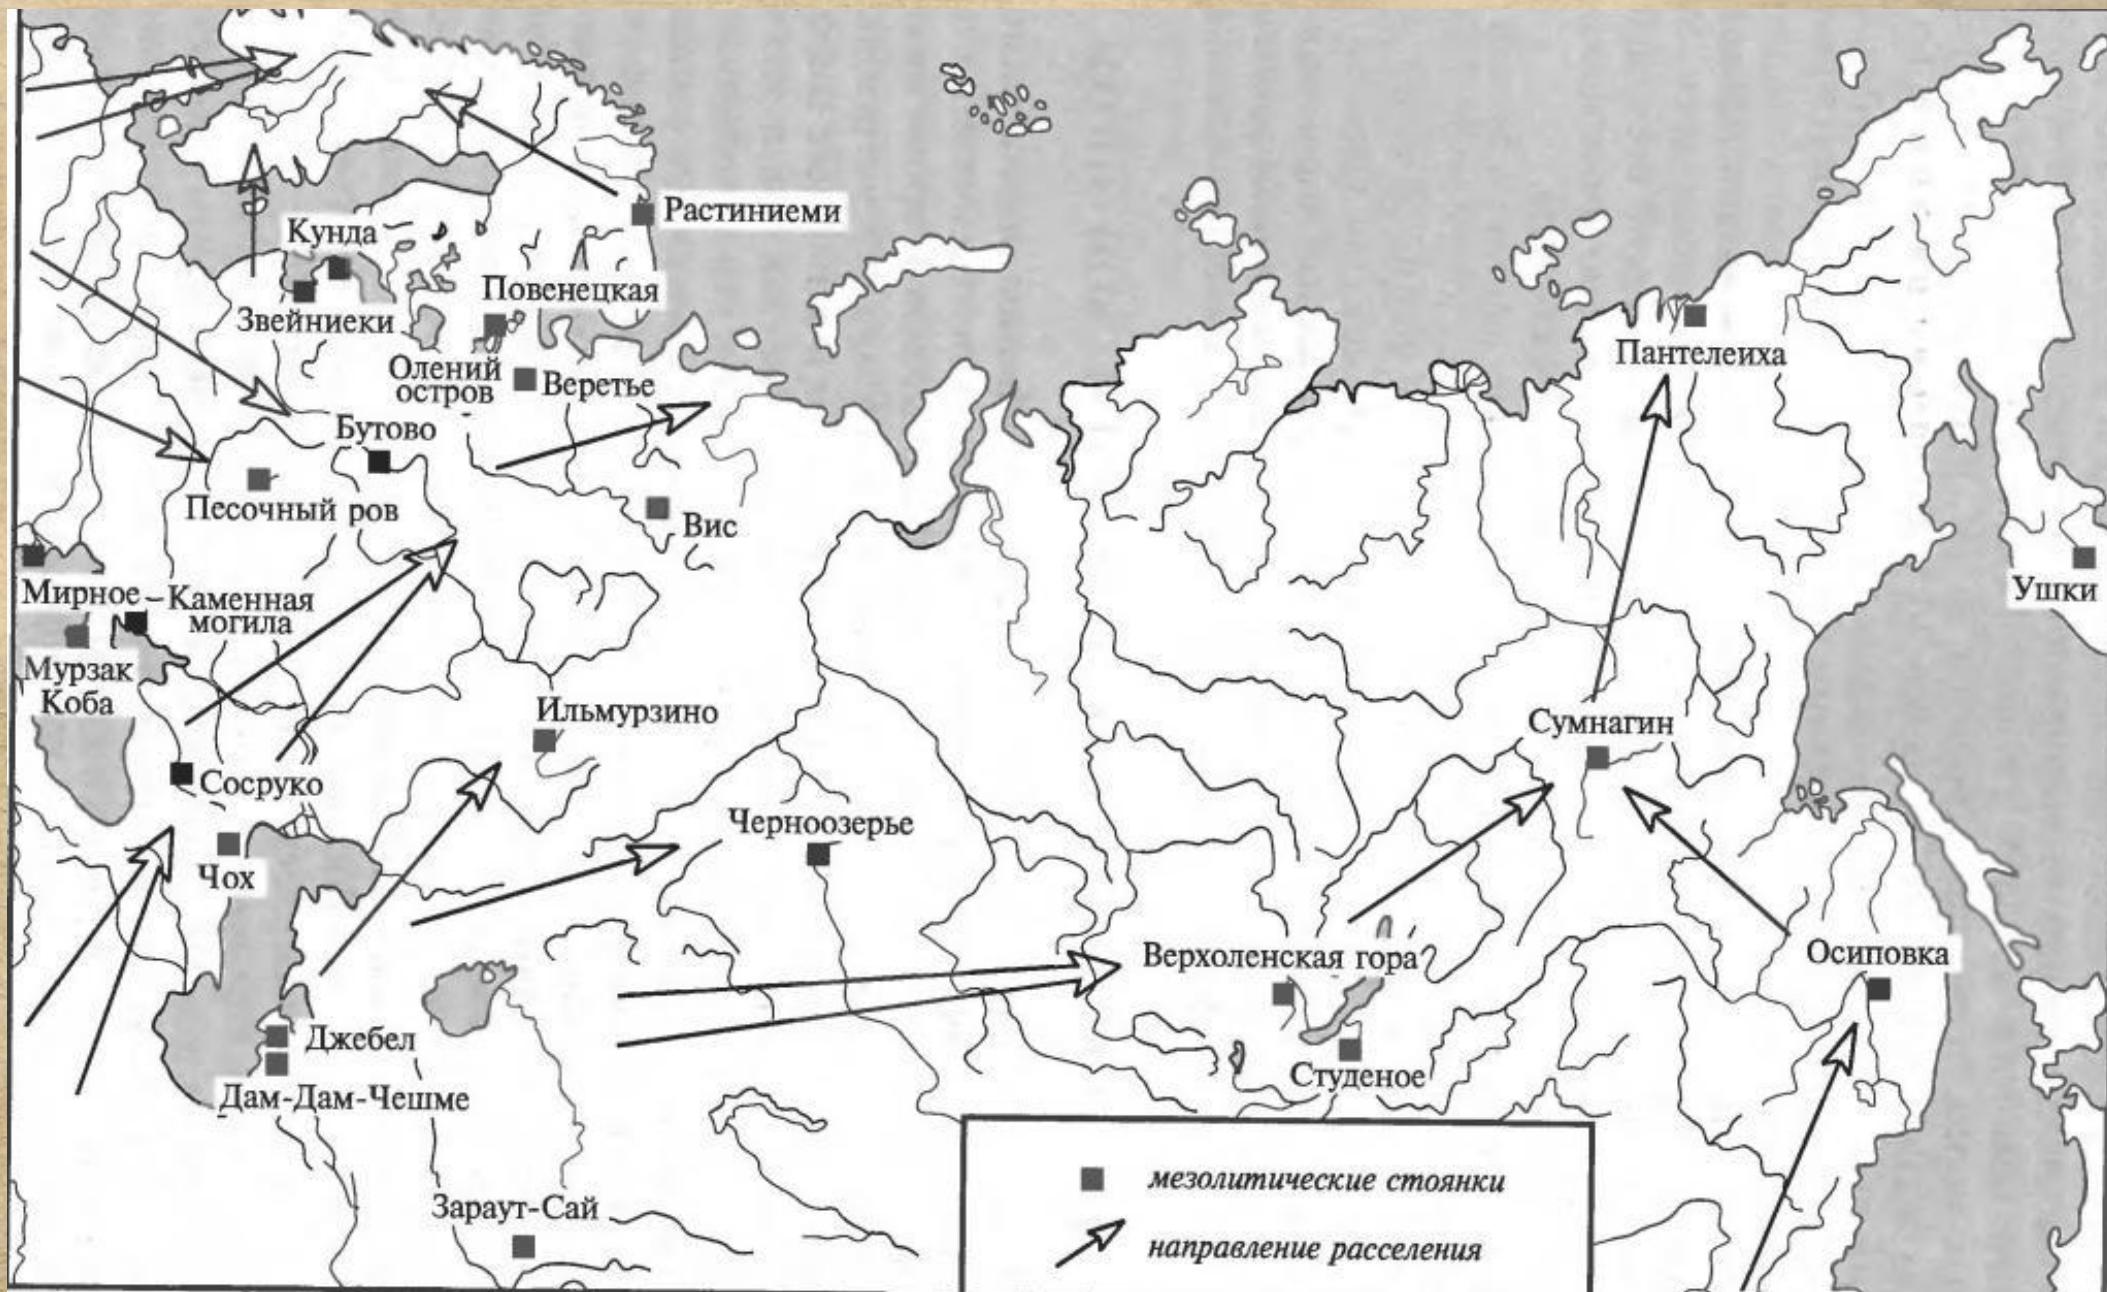 Растиниеми
Кунда
Повенецкая
Звейниеки
Пантелеиха
Олений
остров
Веретье
Бутово
Песочный ров
Вис
Ушки
Мирное
Каменная
могила
Мурзак
Коба
Ильмурзино
Сумнагин
Сосруко
Черноозерье
Чох
Верхоленская гора
Осиповка
Джебел
Студеное
Дам-Дам-Чешме
Зараут-Сай
мезолитические стоянки
направление расселения